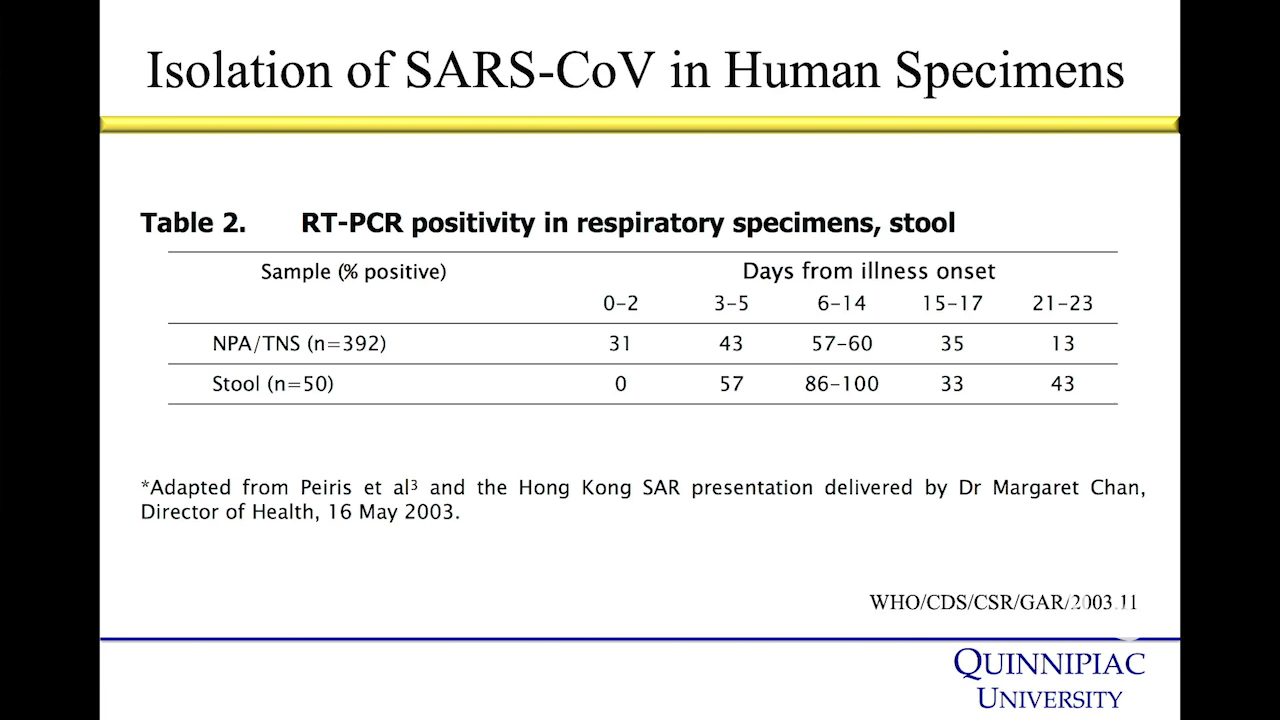 Isolation of SARS-CoV in Human Specimens
Table 2. RT-PCR positivity in respiratory specimens, stool
Sample (% positive) Days from illness onset
0–2 3–5 6–14 15–17 21–23
NPA/TNS (n=392) 31 43 57–60 35 13
Stool (n=50) 0 57 86–100 33 43
*Adapted from Peiris et al³ and the Hong Kong SAR presentation delivered by Dr Margaret Chan,
Director of Health, 16 May 2003.
WHO/CDS/CSR/GAR/2003.11
QUINNIPIAC
UNIVERSITY